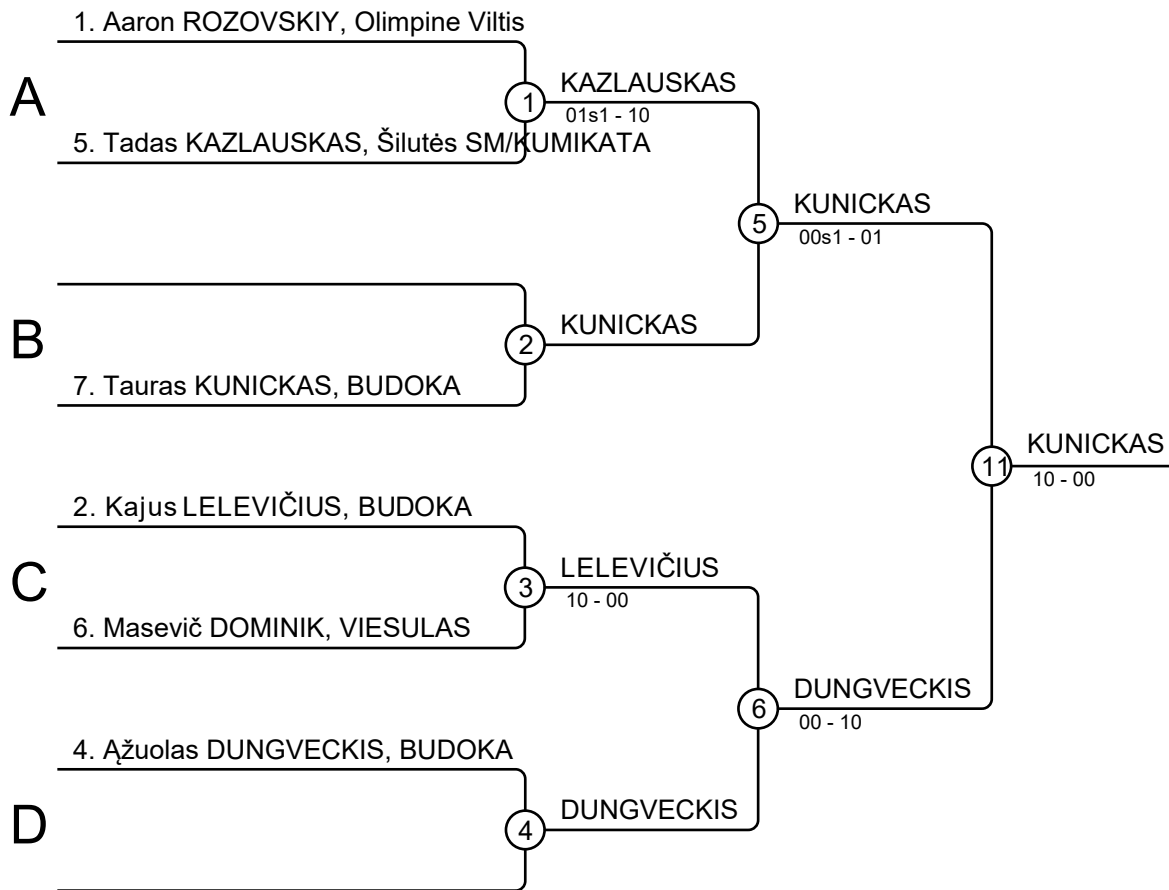 1. Aaron ROZOVSKIY, Olimpine Viltis
A
1
KAZLAUSKAS
01s1 - 10
5. Tadas KAZLAUSKAS, Šilutės SM/KUMIKATA
5
KUNICKAS
00s1 - 01
B
2
KUNICKAS
7. Tauras KUNICKAS, BUDOKA
11
KUNICKAS
10 - 00
2. Kajus LELEVIČIUS, BUDOKA
C
3
LELEVIČIUS
10 - 00
6. Masevič DOMINIK, VIESULAS
6
DUNGVECKIS
00 - 10
4. Ąžuolas DUNGVECKIS, BUDOKA
D
4
DUNGVECKIS